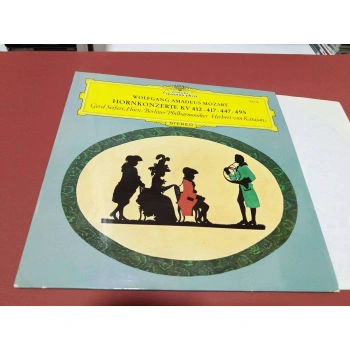 WOLFGANG AMADEUS MOZART
HORNKONZERTE KV 412 · 417 · 447 · 495
Gerd Seifert, Horn · Berliner Philharmoniker · Herbert von Karajan
STEREO